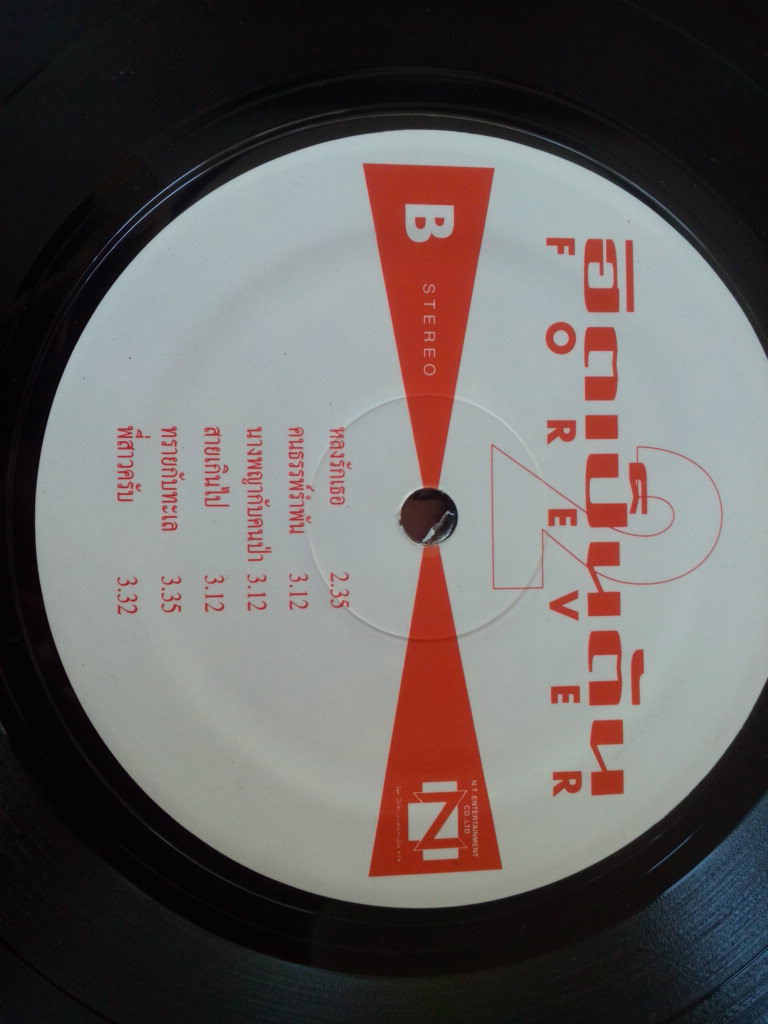 อิตเน้นตัน 2
FOREVER
B STEREO
N T ENTERTAINMENT
CO.,LTD
N
หลงรักเธอ 2.35
คนธรรพ์รำพัน 3.12
นางพญากับคนป่า 3.12
สายเกินไป 3.12
ทรายกับทะเล 3.35
พี่สาวครับ 3.32